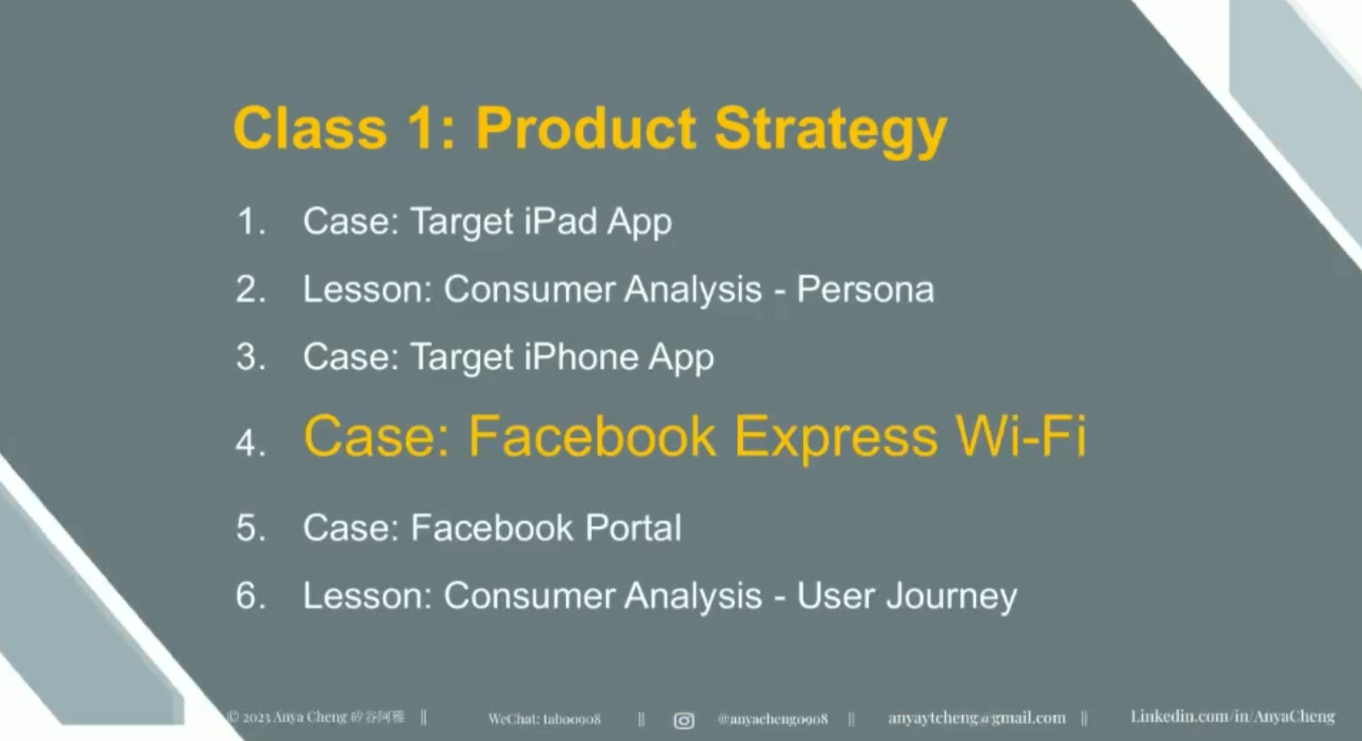 Class 1: Product Strategy
1. Case: Target iPad App
2. Lesson: Consumer Analysis - Persona
3. Case: Target iPhone App
4. Case: Facebook Express Wi-Fi
5. Case: Facebook Portal
6. Lesson: Consumer Analysis - User Journey
© 2023 Anya Cheng 矽谷阿雅 || WeChat: tab00908 || @anyacheng0908 || anyaytcheng@gmail.com || Linkedin.com/in/AnyaCheng